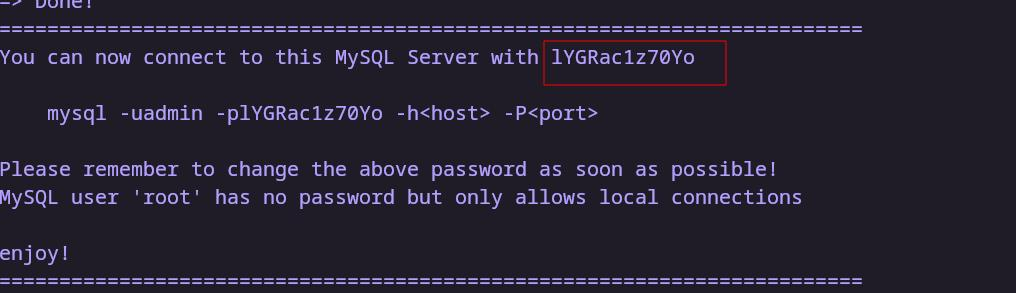 => Done!
========================================================================
You can now connect to this MySQL Server with lYGRac1z70Yo
mysql -uadmin -plYGRac1z70Yo -h<host> -P<port>
Please remember to change the above password as soon as possible!
MySQL user 'root' has no password but only allows local connections
enjoy!
========================================================================